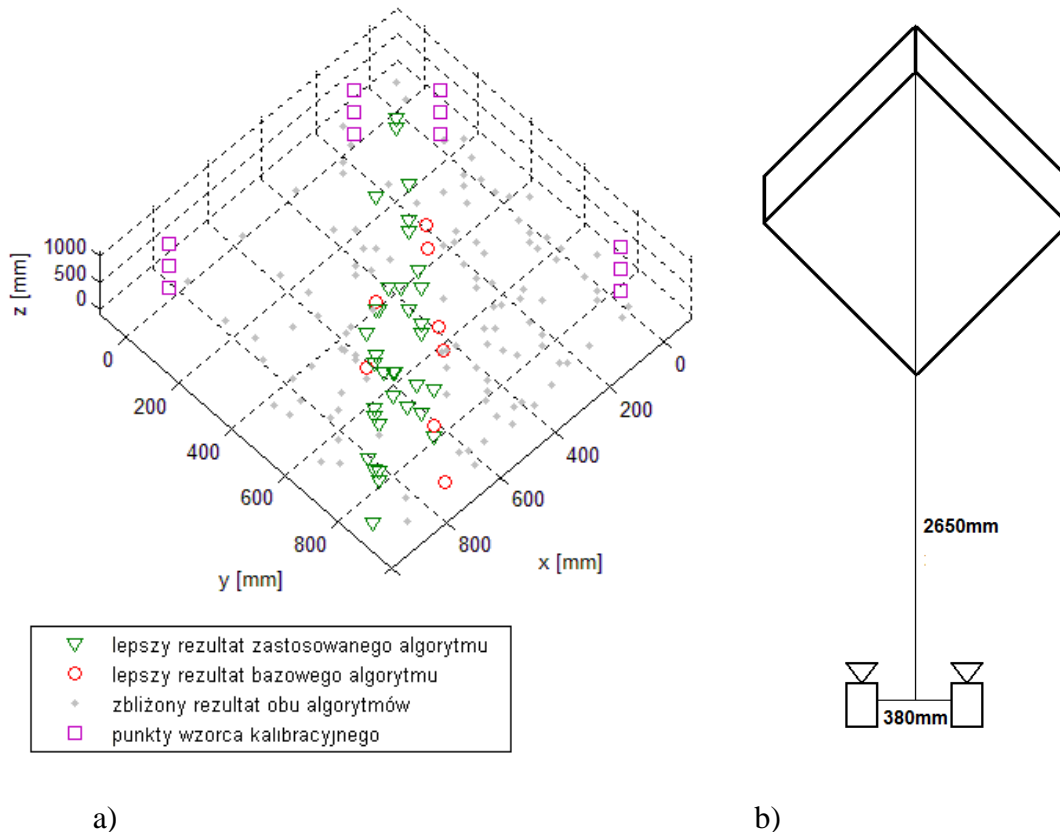 z [mm]
1000
500
0
0
200
400
600
800
y [mm]
0
200
400
600
800
x [mm]
lepszy rezultat zastosowanego algorytmu
lepszy rezultat bazowego algorytmu
zbliżony rezultat obu algorytmów
punkty wzorca kalibracyjnego
2650mm
380mm
a)
b)